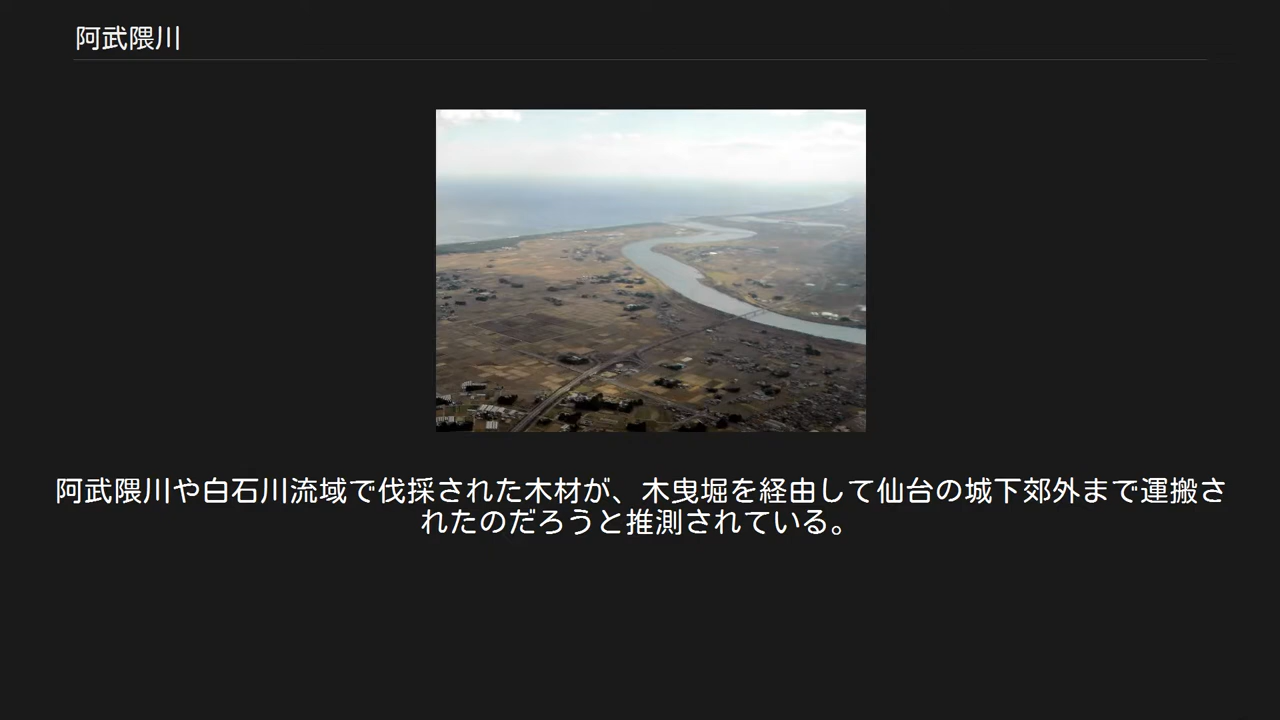 阿武隈川
阿武隈川や白石川流域で伐採された木材が、木曳堀を経由して仙台の城下郊外まで運搬さ
れたのだろうと推測されている。